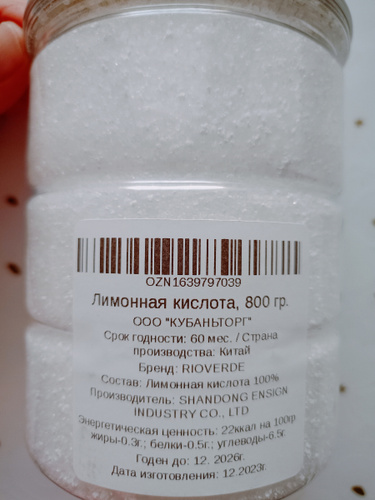 OZN1639797039
Лимонная кислота, 800 гр.
ООО "КУБАНЬТОРГ"
Срок годности: 60 мес. / Страна
производства: Китай
Бренд: RIOVERDE
Состав: Лимонная кислота 100%
Производитель: SHANDONG ENSIGN
INDUSTRY CO., LTD
Энергетическая ценность: 22ккал на 100гр
жиры-0.3г.; белки-0.5г.; углеводы-6.5г.
Годен до: 12. 2026г.
Дата изготовления: 12.2023г.